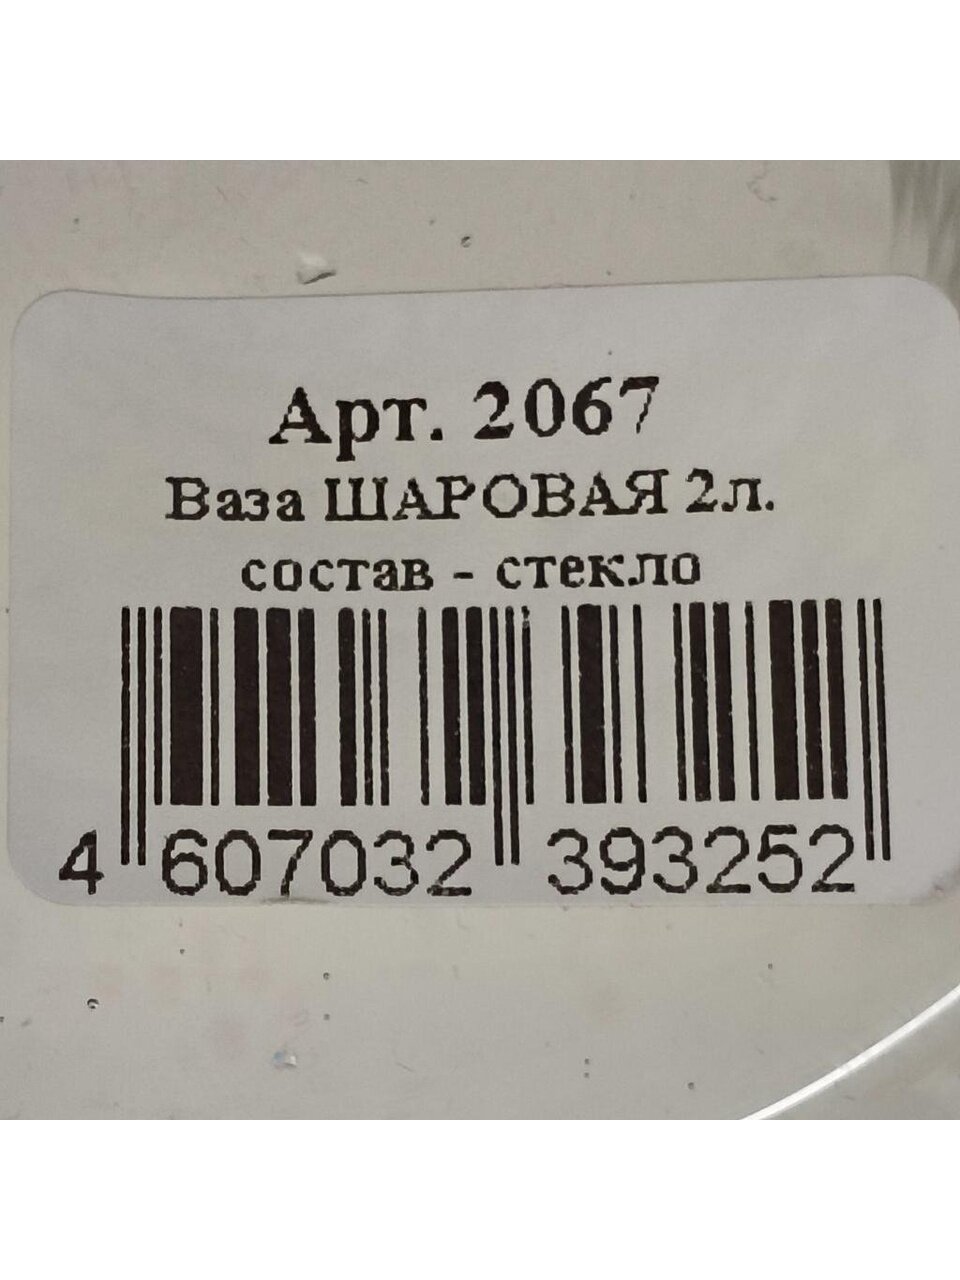 Арт. 2067
Ваза ШАРОВАЯ 2л.
состав - стекло
4 607032 393252